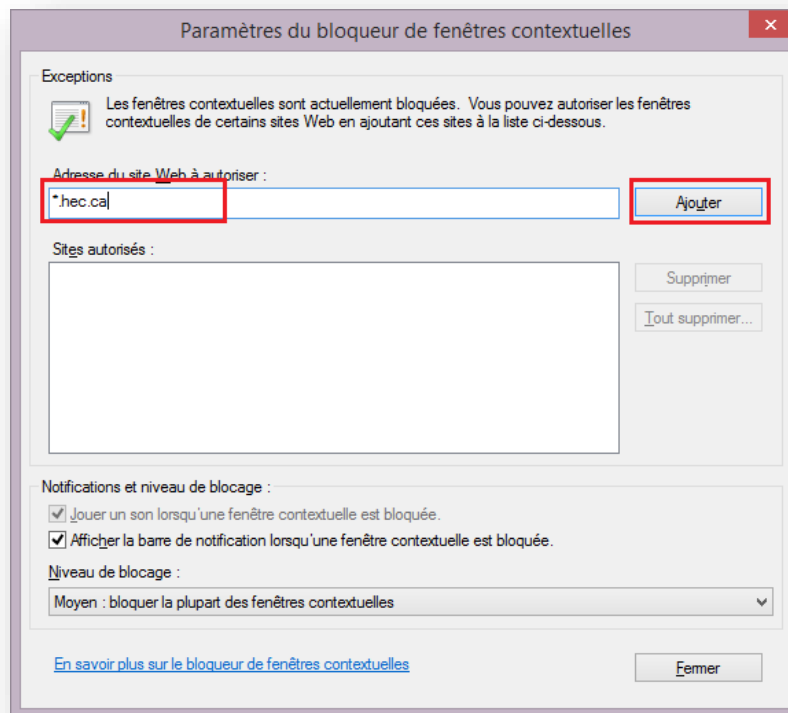 Paramètres du bloqueur de fenêtres contextuelles
Exceptions
Les fenêtres contextuelles sont actuellement bloquées. Vous pouvez autoriser les fenêtres
contextuelles de certains sites Web en ajoutant ces sites à la liste ci-dessous.
Adresse du site Web à autoriser :
*.hec.ca
Ajouter
Sites autorisés :
Supprimer
Tout supprimer...
Notifications et niveau de blocage :
Jouer un son lorsqu'une fenêtre contextuelle est bloquée.
Afficher la barre de notification lorsqu'une fenêtre contextuelle est bloquée.
Niveau de blocage :
Moyen : bloquer la plupart des fenêtres contextuelles
En savoir plus sur le bloqueur de fenêtres contextuelles
Fermer